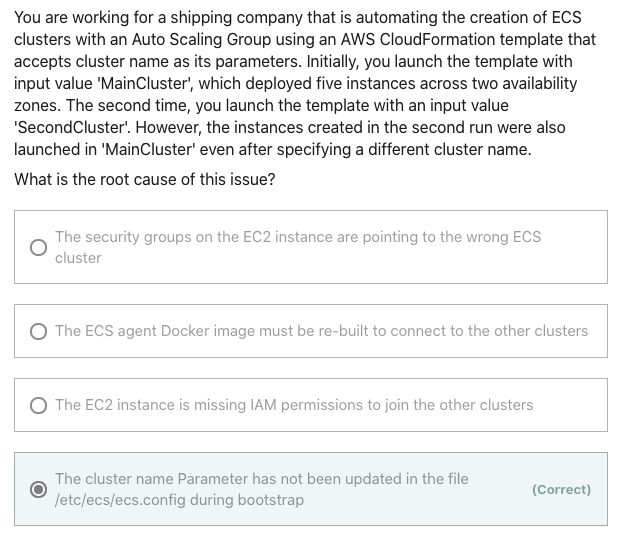 You are working for a shipping company that is automating the creation of ECS
clusters with an Auto Scaling Group using an AWS CloudFormation template that
accepts cluster name as its parameters. Initially, you launch the template with
input value 'MainCluster', which deployed five instances across two availability
zones. The second time, you launch the template with an input value
'SecondCluster'. However, the instances created in the second run were also
launched in 'MainCluster' even after specifying a different cluster name.
What is the root cause of this issue?
The security groups on the EC2 instance are pointing to the wrong ECS
cluster
The ECS agent Docker image must be re-built to connect to the other clusters
The EC2 instance is missing IAM permissions to join the other clusters
The cluster name Parameter has not been updated in the file
/etc/ecs/ecs.config during bootstrap
(Correct)